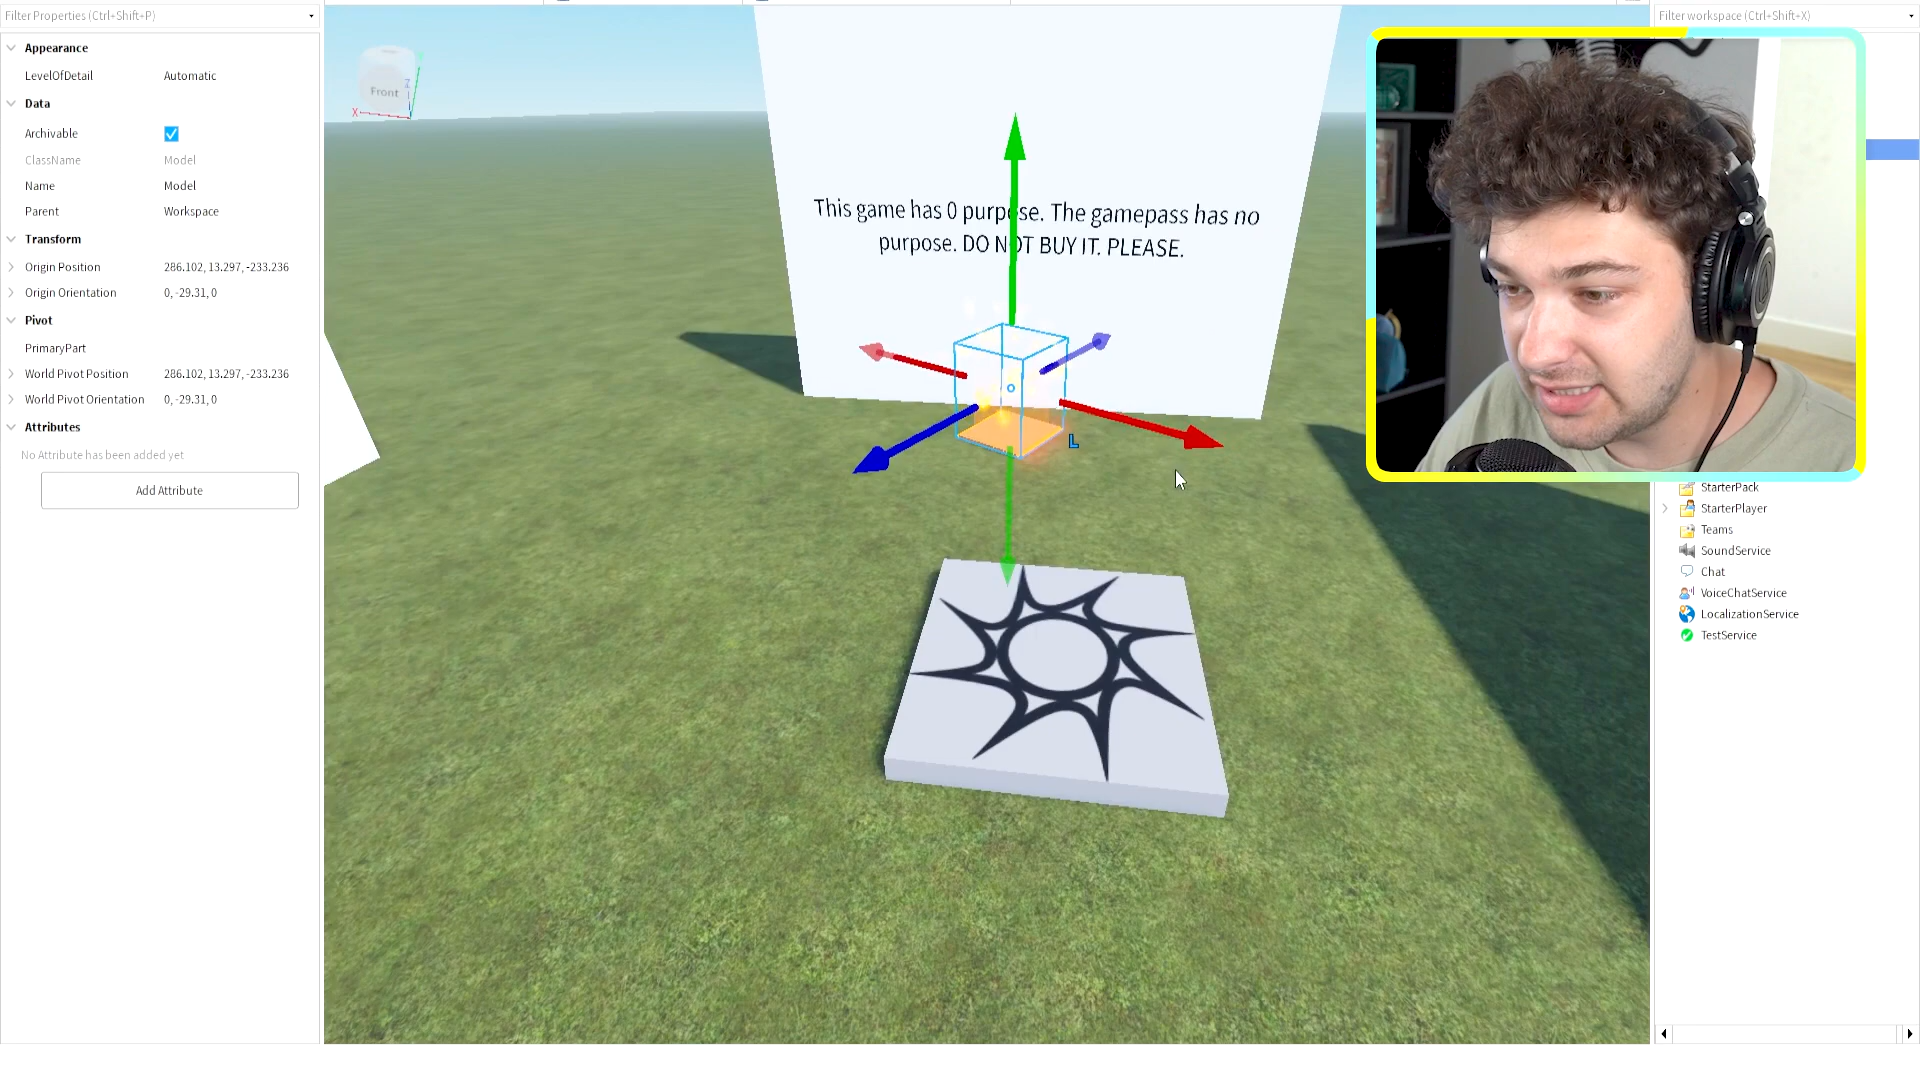 Filter Properties (Ctrl+Shift+P)
Appearance
LevelOfDetail Automatic
Data
Archivable
ClassName Model
Name Model
Parent Workspace
Transform
Origin Position 286.102, 13.297, -233.236
Origin Orientation 0, -29.31, 0
Pivot
PrimaryPart
World Pivot Position 286.102, 13.297, -233.236
World Pivot Orientation 0, -29.31, 0
Attributes
No Attribute has been added yet
Add Attribute
Front
X
Z
This game has 0 purpose. The gamepass has no
purpose. DO NOT BUY IT. PLEASE.
L
Filter workspace (Ctrl+Shift+X)
StarterPack
StarterPlayer
Teams
SoundService
Chat
VoiceChatService
LocalizationService
TestService